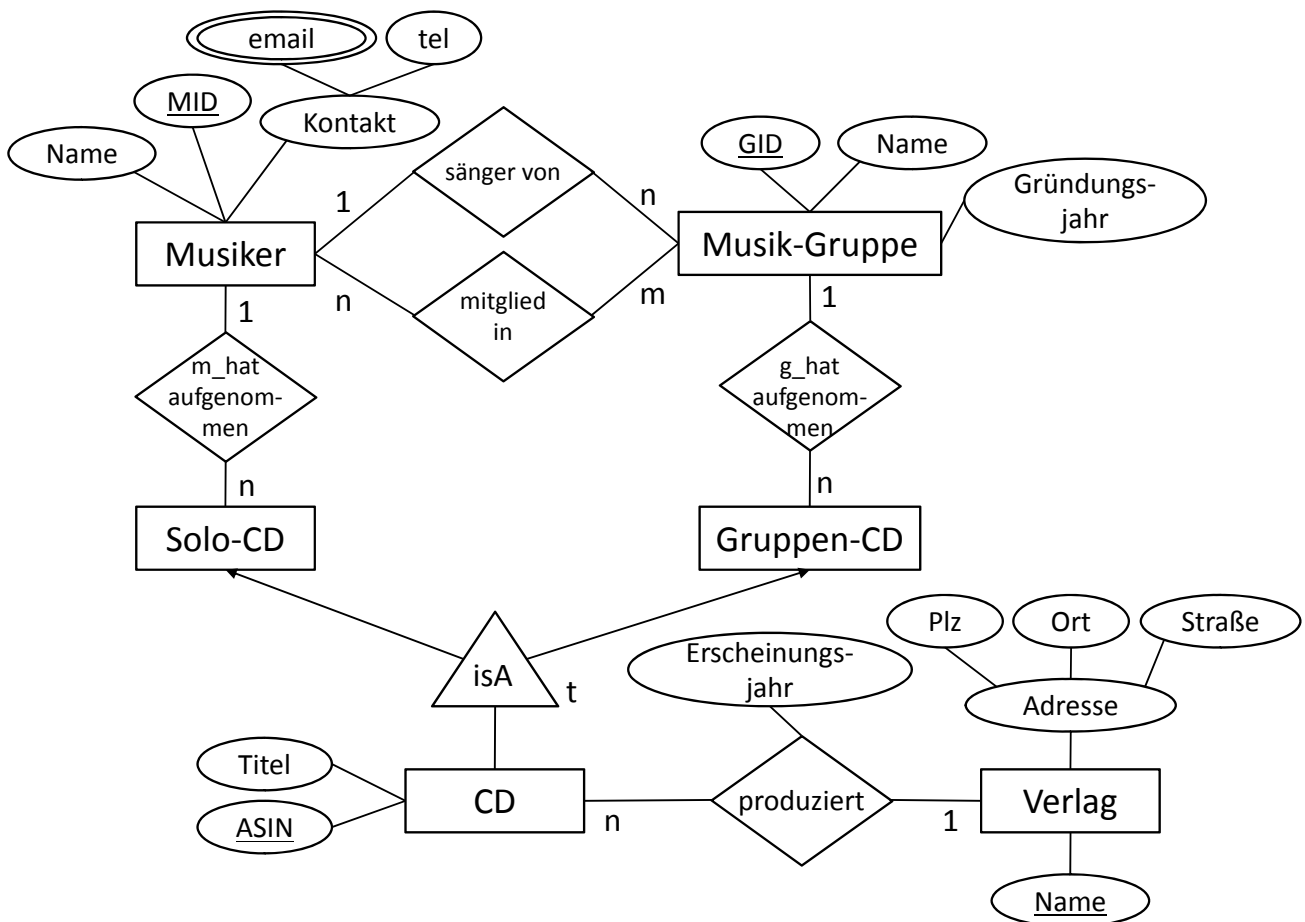 email
tel
MID
Kontakt
Name
GID
Name
Gründungs-
jahr
sänger von
1
n
Musiker
Musik-Gruppe
n
mitglied
in
m
1
1
m_hat
aufgenom-
men
g_hat
aufgenom-
men
n
n
Solo-CD
Gruppen-CD
Plz
Ort
Straße
Erscheinungs-
jahr
isA
t
Adresse
Titel
CD
produziert
Verlag
ASIN
n
1
Name